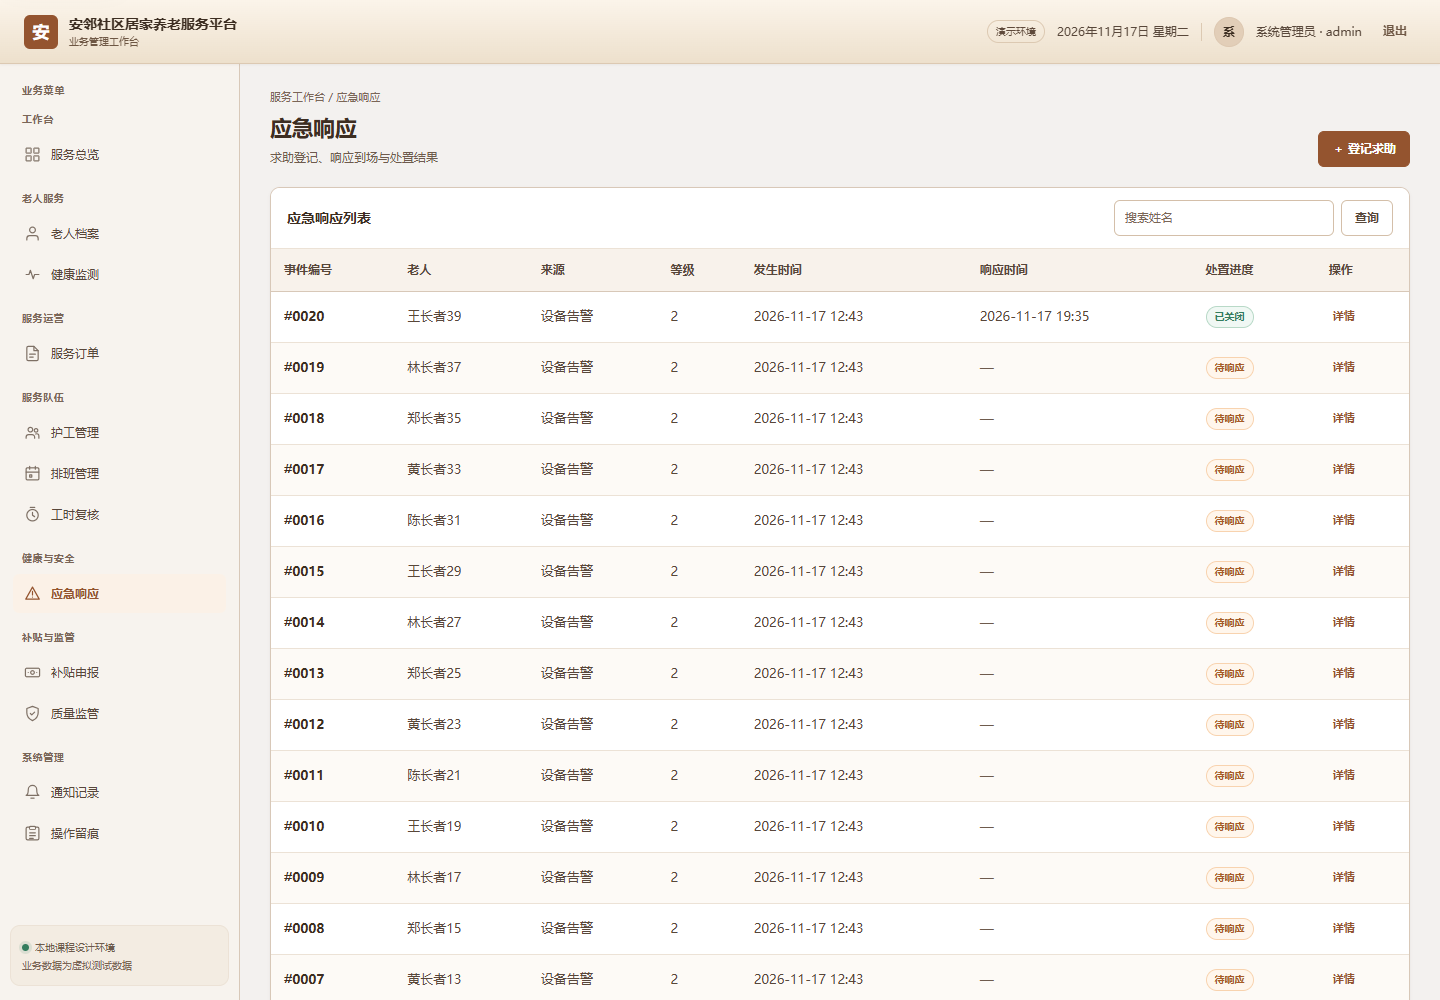 安
安邻社区居家养老服务平台
业务管理工作台
演示环境
2026年11月17日 星期二
系
系统管理员 · admin
退出
业务菜单
工作台
服务总览
老人服务
老人档案
健康监测
服务运营
服务订单
服务队伍
护工管理
排班管理
工时复核
健康与安全
应急响应
补贴与监管
补贴申报
质量监管
系统管理
通知记录
操作留痕
本地课程设计环境
业务数据为虚拟测试数据
服务工作台 / 应急响应
应急响应
求助登记、响应到场与处置结果
+ 登记求助
应急响应列表
搜索姓名
查询
事件编号 老人 来源 等级 发生时间 响应时间 处置进度 操作
#0020 王长者39 设备告警 2 2026-11-17 12:43 2026-11-17 19:35 已关闭 详情
#0019 林长者37 设备告警 2 2026-11-17 12:43 — 待响应 详情
#0018 郑长者35 设备告警 2 2026-11-17 12:43 — 待响应 详情
#0017 黄长者33 设备告警 2 2026-11-17 12:43 — 待响应 详情
#0016 陈长者31 设备告警 2 2026-11-17 12:43 — 待响应 详情
#0015 王长者29 设备告警 2 2026-11-17 12:43 — 待响应 详情
#0014 林长者27 设备告警 2 2026-11-17 12:43 — 待响应 详情
#0013 郑长者25 设备告警 2 2026-11-17 12:43 — 待响应 详情
#0012 黄长者23 设备告警 2 2026-11-17 12:43 — 待响应 详情
#0011 陈长者21 设备告警 2 2026-11-17 12:43 — 待响应 详情
#0010 王长者19 设备告警 2 2026-11-17 12:43 — 待响应 详情
#0009 林长者17 设备告警 2 2026-11-17 12:43 — 待响应 详情
#0008 郑长者15 设备告警 2 2026-11-17 12:43 — 待响应 详情
#0007 黄长者13 设备告警 2 2026-11-17 12:43 — 待响应 详情